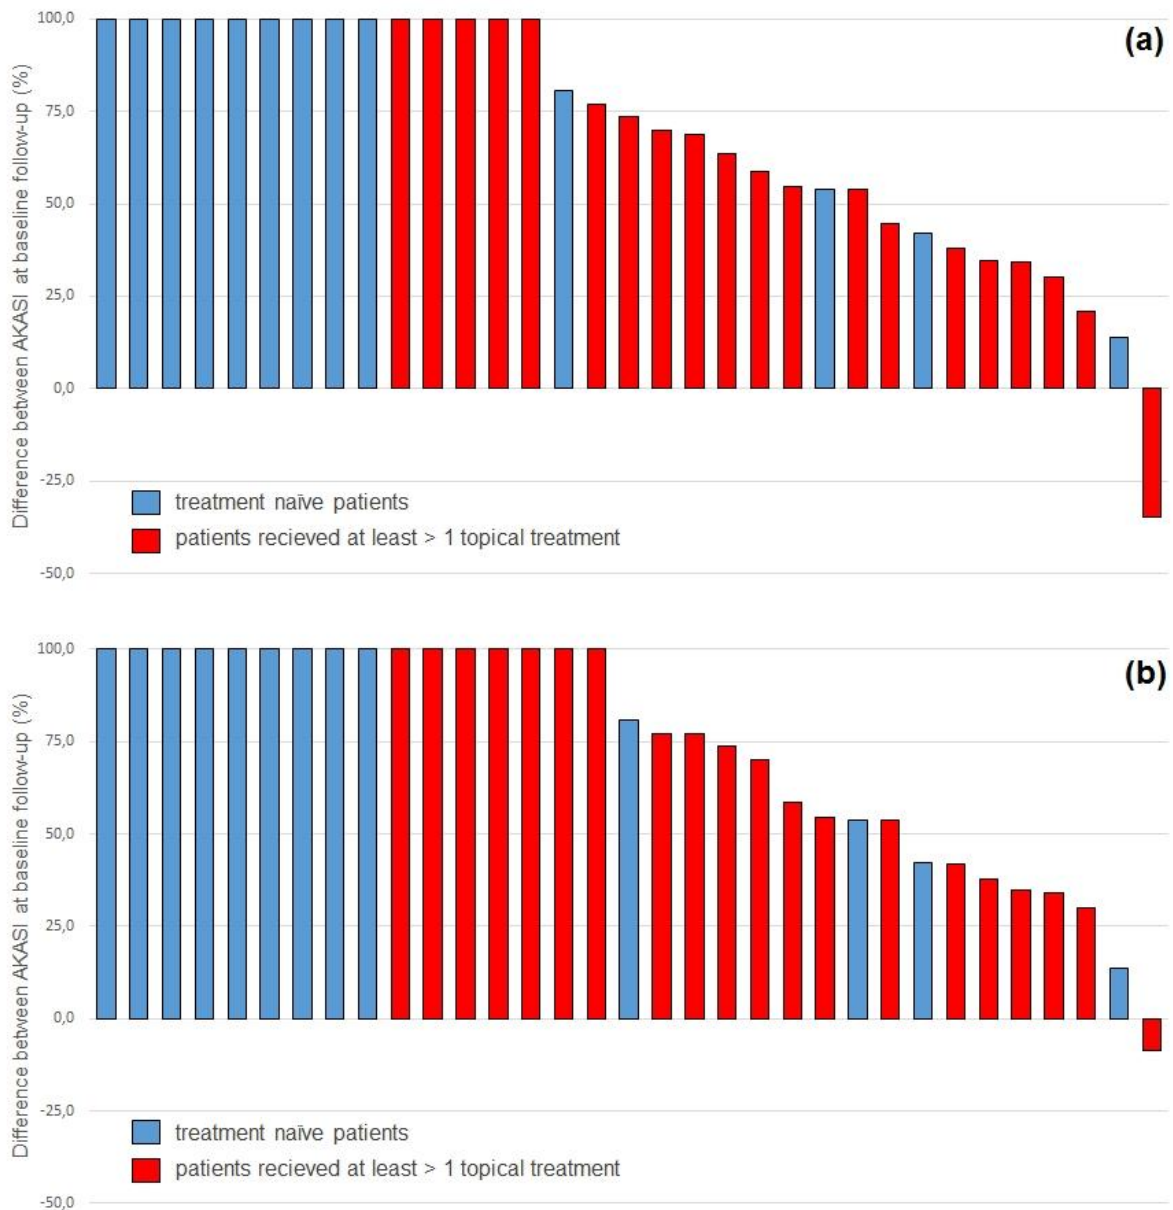 100,0
(a)
75,0
50,0
25,0
0,0
-25,0
-50,0
Difference between AKASI at baseline follow-up (%)
treatment naïve patients
patients recieved at least > 1 topical treatment
100,0
(b)
75,0
50,0
25,0
0,0
-25,0
-50,0
Difference between AKASI at baseline follow-up (%)
treatment naïve patients
patients recieved at least > 1 topical treatment